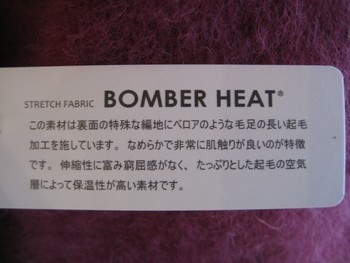 STRETCH FABRIC BOMBER HEAT®
この素材は裏面の特殊な編地にベロアのような毛足の長い起毛
加工を施しています。なめらかで非常に肌触りが良いのが特徴
です。伸縮性に富み窮屈感がなく、たっぷりとした起毛の空気
層によって保温性が高い素材です。